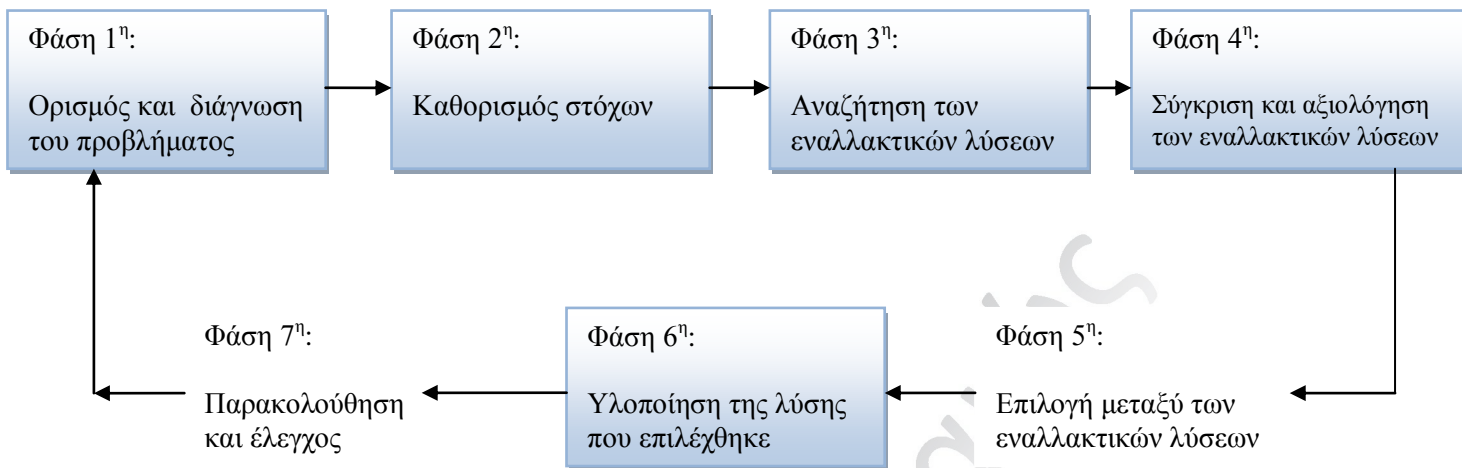 Φάση 1η:
Ορισμός και διάγνωση
του προβλήματος
Φάση 2η:
Καθορισμός στόχων
Φάση 3η:
Αναζήτηση των
εναλλακτικών λύσεων
Φάση 4η:
Σύγκριση και αξιολόγηση
των εναλλακτικών λύσεων
Φάση 5η:
Επιλογή μεταξύ των
εναλλακτικών λύσεων
Φάση 6η:
Υλοποίηση της λύσης
που επιλέχθηκε
Φάση 7η:
Παρακολούθηση
και έλεγχος